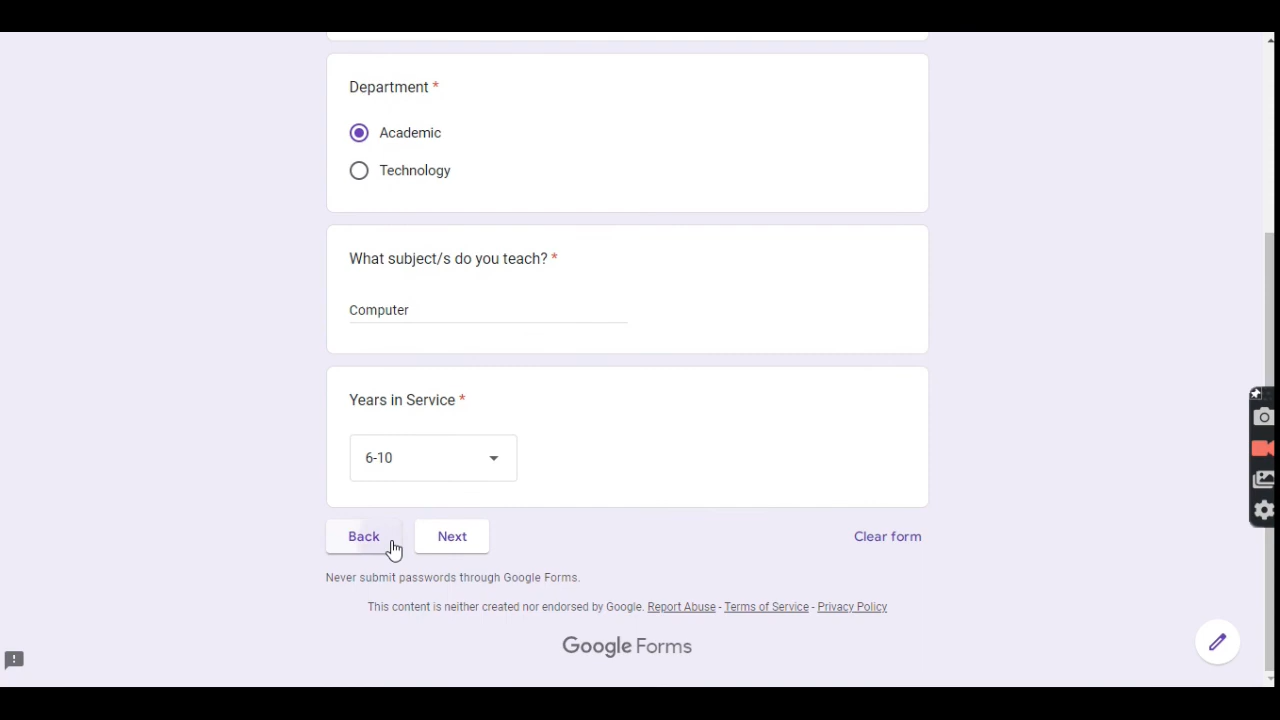 Department *
Academic
Technology
What subject/s do you teach? *
Computer
Years in Service *
6-10
Back
Next
Clear form
Never submit passwords through Google Forms.
This content is neither created nor endorsed by Google. Report Abuse - Terms of Service - Privacy Policy
Google Forms